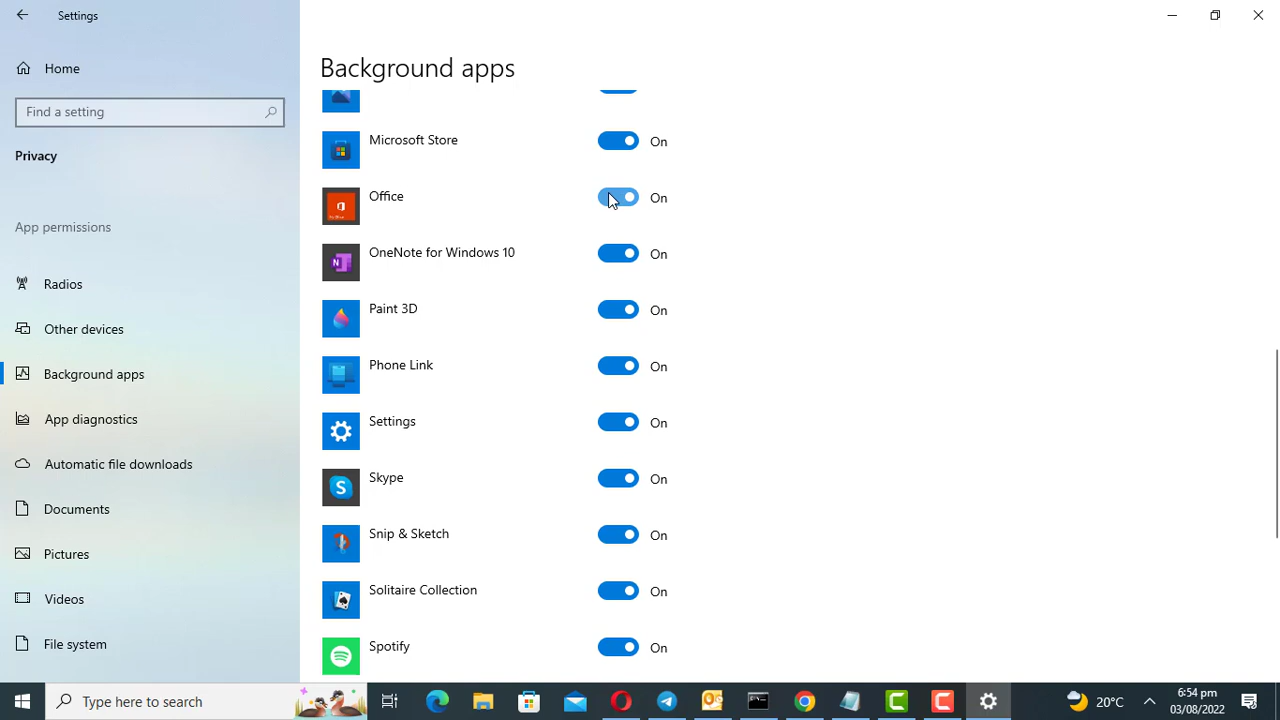 Settings
Home
Find a setting
Privacy
App permissions
Radios
Other devices
Background apps
App diagnostics
Automatic file downloads
Documents
Pictures
Videos
File system
Background apps
Microsoft Store On
Office On
OneNote for Windows 10 On
Paint 3D On
Phone Link On
Settings On
Skype On
Snip & Sketch On
Solitaire Collection On
Spotify On
Type here to search
20°C
6:54 pm
03/08/2022